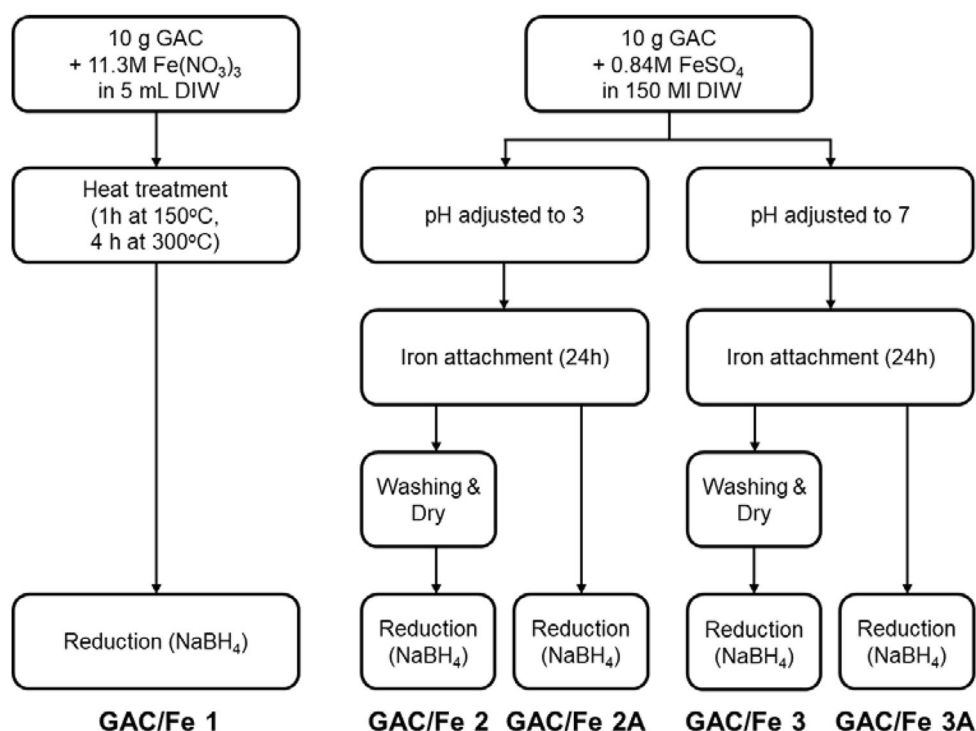 10 g GAC
+ 11.3M Fe(NO₃)₃
in 5 mL DIW
10 g GAC
+ 0.84M FeSO₄
in 150 Ml DIW
Heat treatment
(1h at 150ºC,
4 h at 300ºC)
pH adjusted to 3
pH adjusted to 7
Iron attachment (24h)
Iron attachment (24h)
Washing &
Dry
Washing &
Dry
Reduction (NaBH₄)
Reduction
(NaBH₄)
Reduction
(NaBH₄)
Reduction
(NaBH₄)
Reduction
(NaBH₄)
GAC/Fe 1
GAC/Fe 2
GAC/Fe 2A
GAC/Fe 3
GAC/Fe 3A